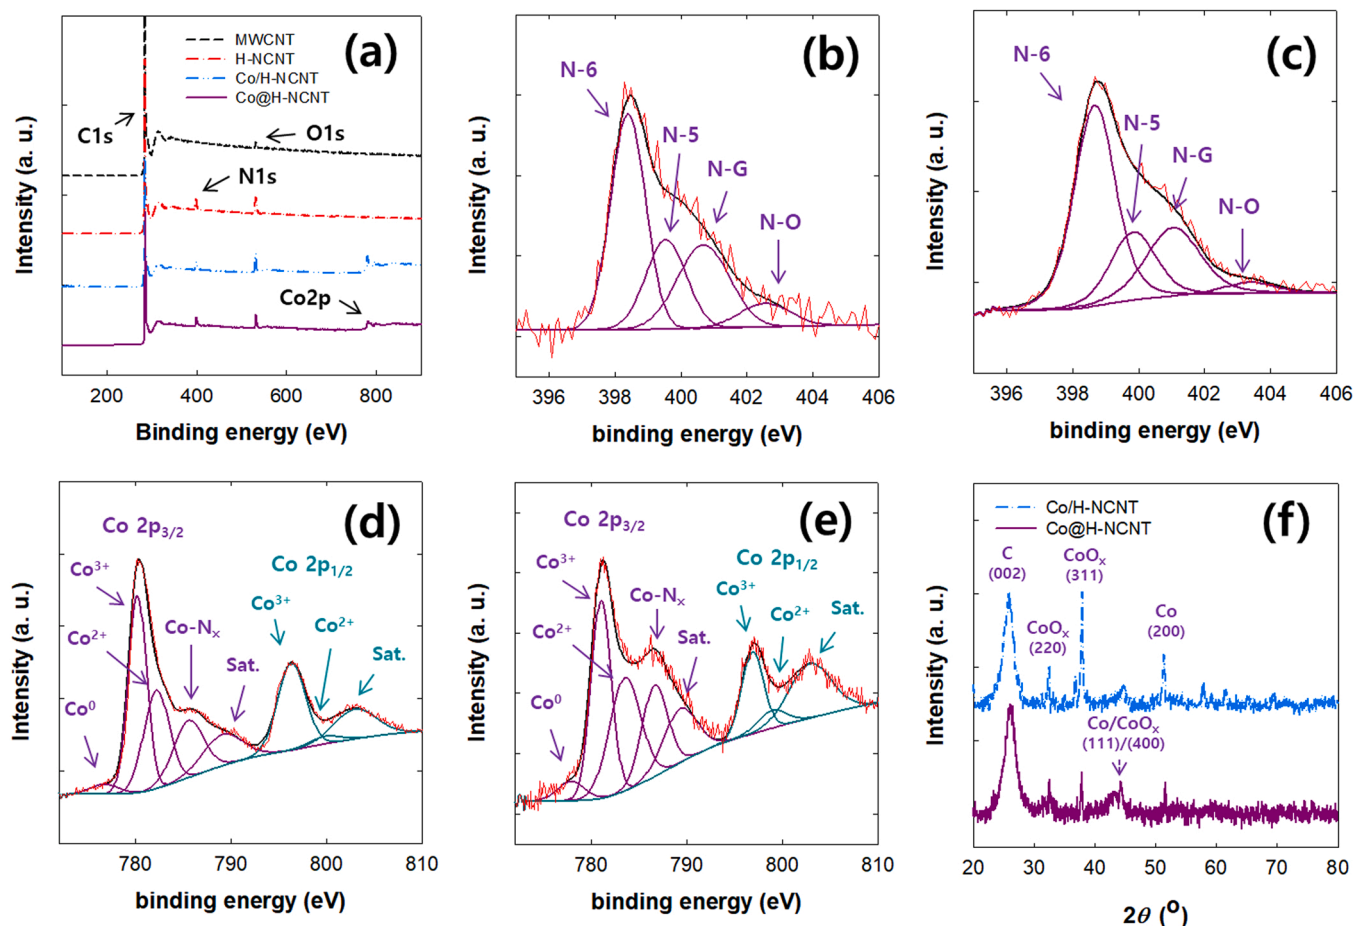 (a)
MWCNT
H-NCNT
Co/H-NCNT
Co@H-NCNT
C1s
O1s
N1s
Co2p
Intensity (a. u.)
200 400 600 800
Binding energy (eV)
(b)
N-6
N-5
N-G
N-O
Intensity (a. u.)
396 398 400 402 404 406
binding energy (eV)
(c)
N-6
N-5
N-G
N-O
Intensity (a. u.)
396 398 400 402 404 406
binding energy (eV)
(d)
Co 2p3/2
Co3+
Co2+
Co-Nx
Sat.
Co0
Co 2p1/2
Co3+
Co2+
Sat.
Intensity (a. u.)
780 790 800 810
binding energy (eV)
(e)
Co 2p3/2
Co3+
Co2+
Co-Nx
Sat.
Co0
Co 2p1/2
Co3+
Co2+
Sat.
Intensity (a. u.)
780 790 800 810
binding energy (eV)
(f)
Co/H-NCNT
Co@H-NCNT
C
(002)
CoOx
(311)
CoOx
(220)
Co
(200)
Co/CoOx
(111)/(400)
Intensity (a. u.)
20 30 40 50 60 70 80
2θ (o)